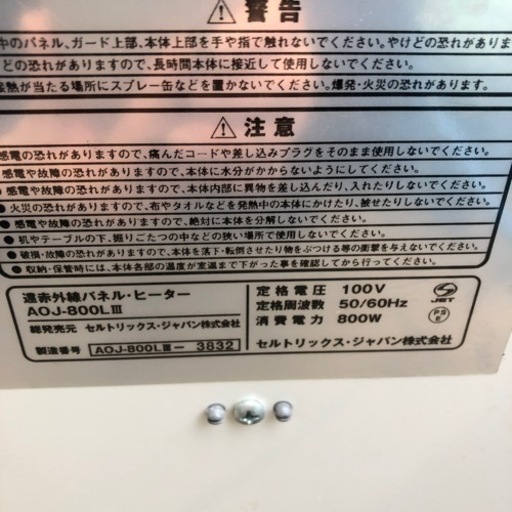 ⚠警告
中のパネル、ガード上部、本体上部を手や指で触れないでください。やけどの恐れがありま
どの恐れがありますので、長時間本体に接近して使用しないでください。
接熱が当たる場所にスプレー缶などを置かないでください。爆発・火災の恐れがありま
⚠注意
感電の恐れがありますので、痛んだコードや差し込みプラグをそのまま使用しないでください。
感電や故障の恐れがありますので、本体に水分がかからないようにしてください。
● 感電や故障の恐れがありますので、本体内部に異物を差し込んだり、入れたりしないでください。
● 火災の恐れがありますので、布やタオルなどを発熱中の本体にかけたり、被せたりしないでください。
● 感電や故障の恐れがありますので、絶対に本体を分解しないでください。
● 机やテーブルの下、掘りごたつの中などの狭い場所で使用しないでください。
● 破損・故障の恐れがありますので、本体を落下・転倒させたり物をぶつける等の衝撃を与えないでください。
● 収納・保管時には、本体各部の温度が室温まで下がった事を確認してから行ってください。
遠赤外線パネル・ヒーター
AOJ-800LⅢ
総発売元 セルトリックス・ジャパン株式会社
製造番号 AOJ-800LⅢ- 3832
定格電圧 100V
定格周波数 50/60Hz
消費電力 800W
セルトリックス・ジャパン株式会社
JET
PS
E